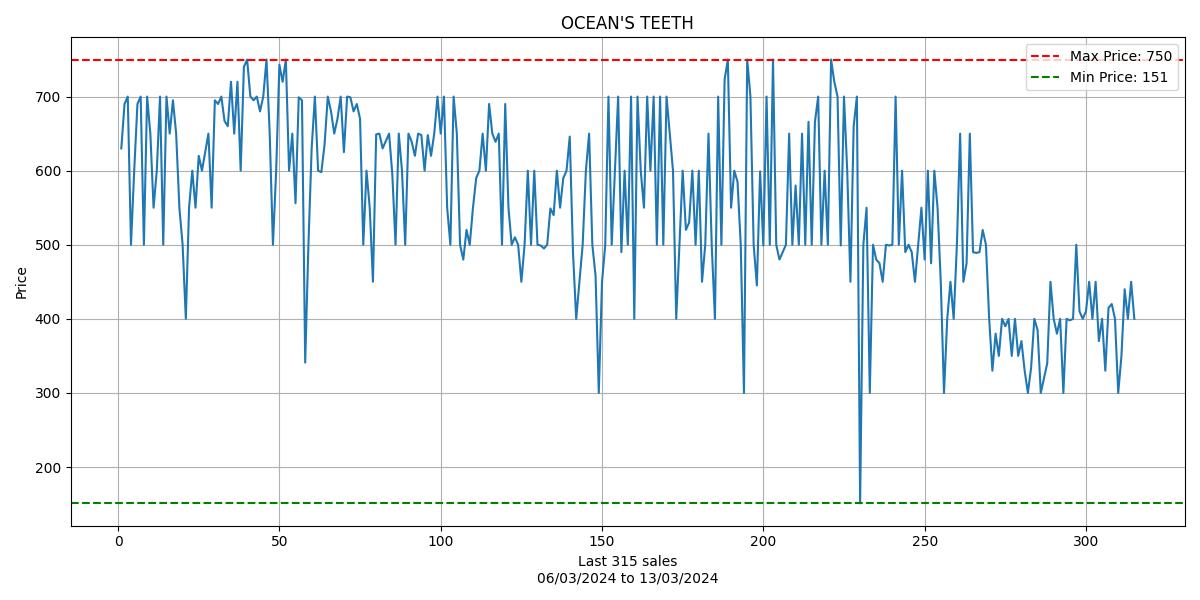 OCEAN'S TEETH
Max Price: 750
Min Price: 151
Price
700
600
500
400
300
200
0 50 100 150 200 250 300
Last 315 sales
06/03/2024 to 13/03/2024